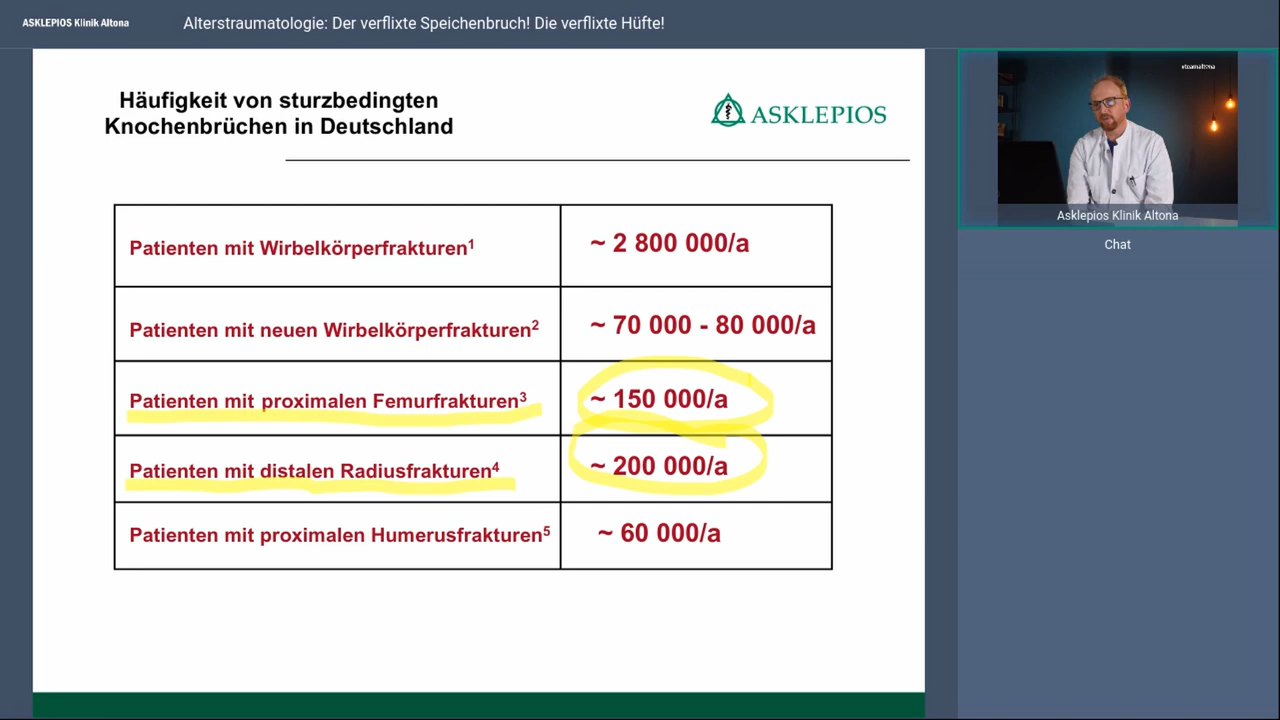 ASKLEPIOS Klinik Altona
Alterstraumatologie: Der verflixte Speichenbruch! Die verflixte Hüfte!
Häufigkeit von sturzbedingten
Knochenbrüchen in Deutschland
ASKLEPIOS
Patienten mit Wirbelkörperfrakturen¹ ~ 2 800 000/a
Patienten mit neuen Wirbelkörperfrakturen² ~ 70 000 - 80 000/a
Patienten mit proximalen Femurfrakturen³ ~ 150 000/a
Patienten mit distalen Radiusfrakturen⁴ ~ 200 000/a
Patienten mit proximalen Humerusfrakturen⁵ ~ 60 000/a
#teamaltona
Asklepios Klinik Altona
Chat